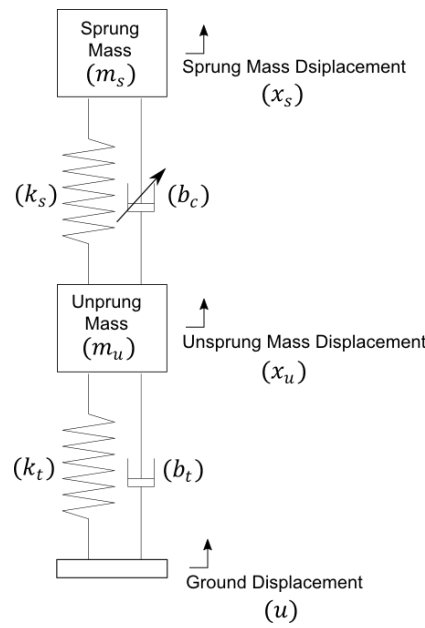 Sprung
Mass
(m_s)
Sprung Mass Dsiplacement
(x_s)
(k_s)
(b_c)
Unprung
Mass
(m_u)
Unsprung Mass Displacement
(x_u)
(k_t)
(b_t)
Ground Displacement
(u)